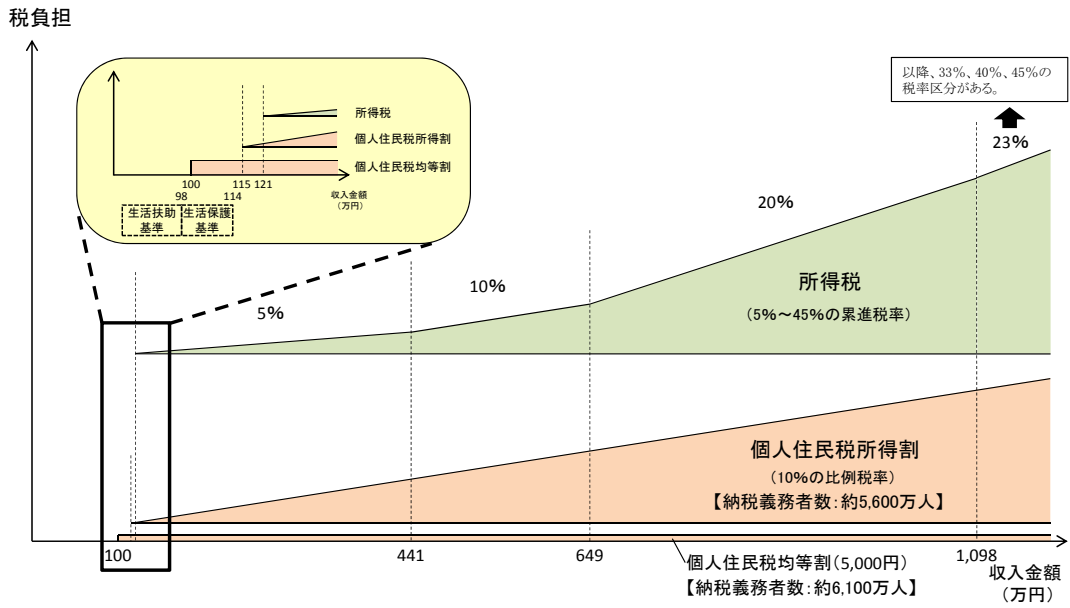 税負担
以降、33％、40％、45％の
税率区分がある。
所得税
個人住民税所得割
個人住民税均等割
100
115 121
98
114
収入金額
（万円）
生活扶助
基準
生活保護
基準
23%
20%
10%
5%
所得税
（5％～45％の累進税率）
個人住民税所得割
（10％の比例税率）
【納税義務者数：約5,600万人】
100
441
649
1,098
個人住民税均等割（5,000円）
【納税義務者数：約6,100万人】
収入金額
（万円）